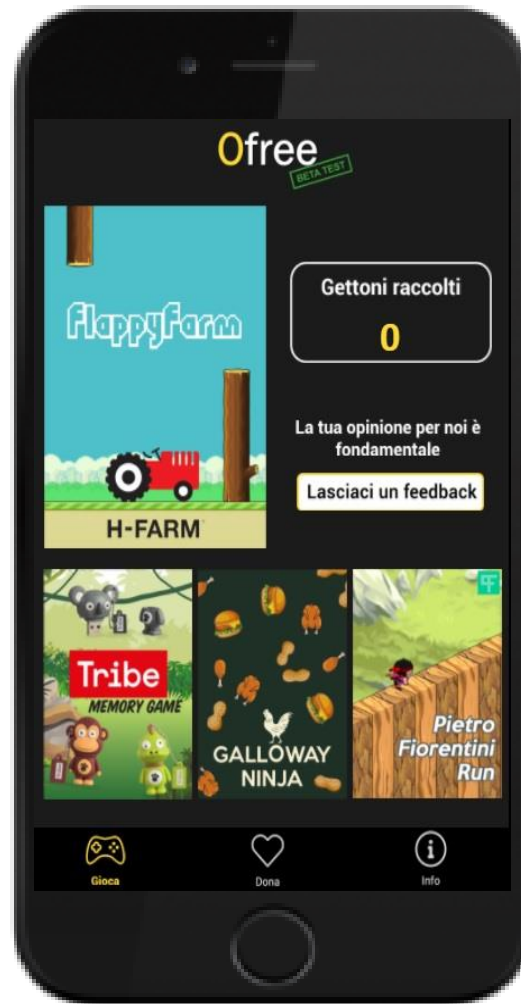 Ofree
BETA TEST
flappyfarm
H-FARM
Gettoni raccolti
0
La tua opinione per noi è
fondamentale
Lasciaci un feedback
Tribe
MEMORY GAME
GALLOWAY
NINJA
Pietro
Fiorentini
Run
Gioca
Dona
Info